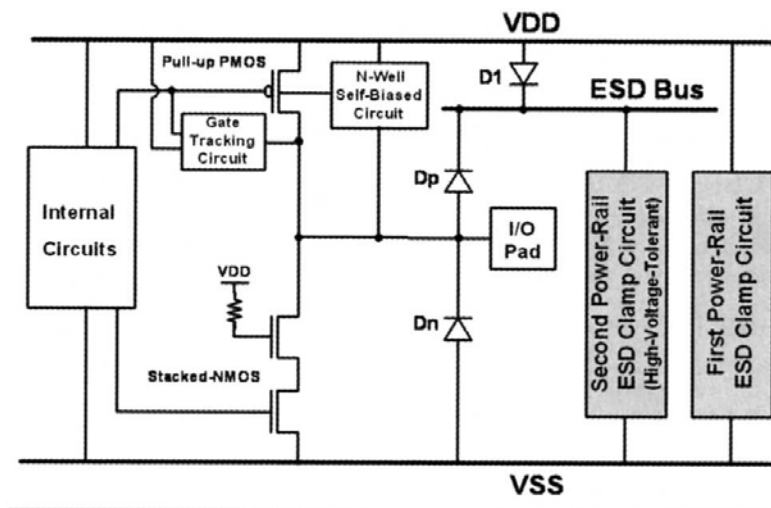 VDD
Pull-up PMOS
N-Well
Self-Biased
Circuit
D1
ESD Bus
Gate
Tracking
Circuit
Dp
Internal
Circuits
I/O
Pad
VDD
Dn
Stacked-NMOS
Second Power-Rail
ESD Clamp Circuit
(High-Voltage-Tolerant)
First Power-Rail
ESD Clamp Circuit
VSS